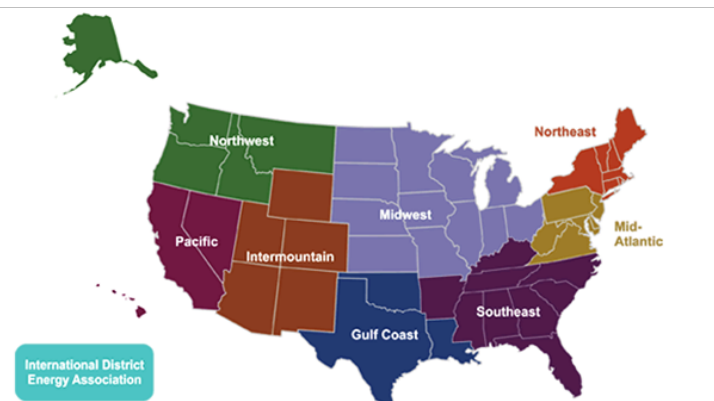 Northeast
Northwest
Midwest
Mid-
Atlantic
Pacific
Intermountain
Southeast
Gulf Coast
International District
Energy Association